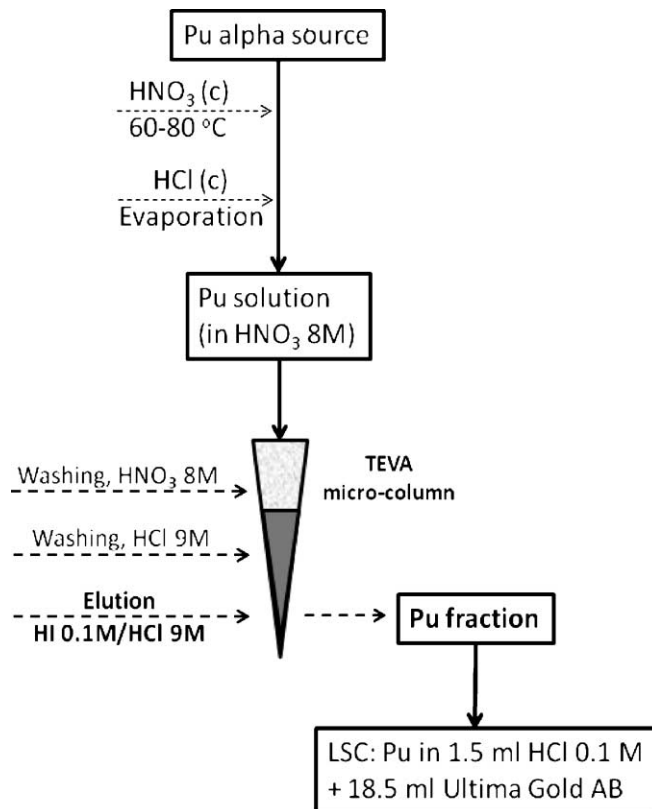 Pu alpha source
HNO₃ (c)
60-80 °C
HCl (c)
Evaporation
Pu solution
(in HNO₃ 8M)
Washing, HNO₃ 8M
TEVA
micro-column
Washing, HCl 9M
Elution
HI 0.1M/HCl 9M
Pu fraction
LSC: Pu in 1.5 ml HCl 0.1 M
+ 18.5 ml Ultima Gold AB